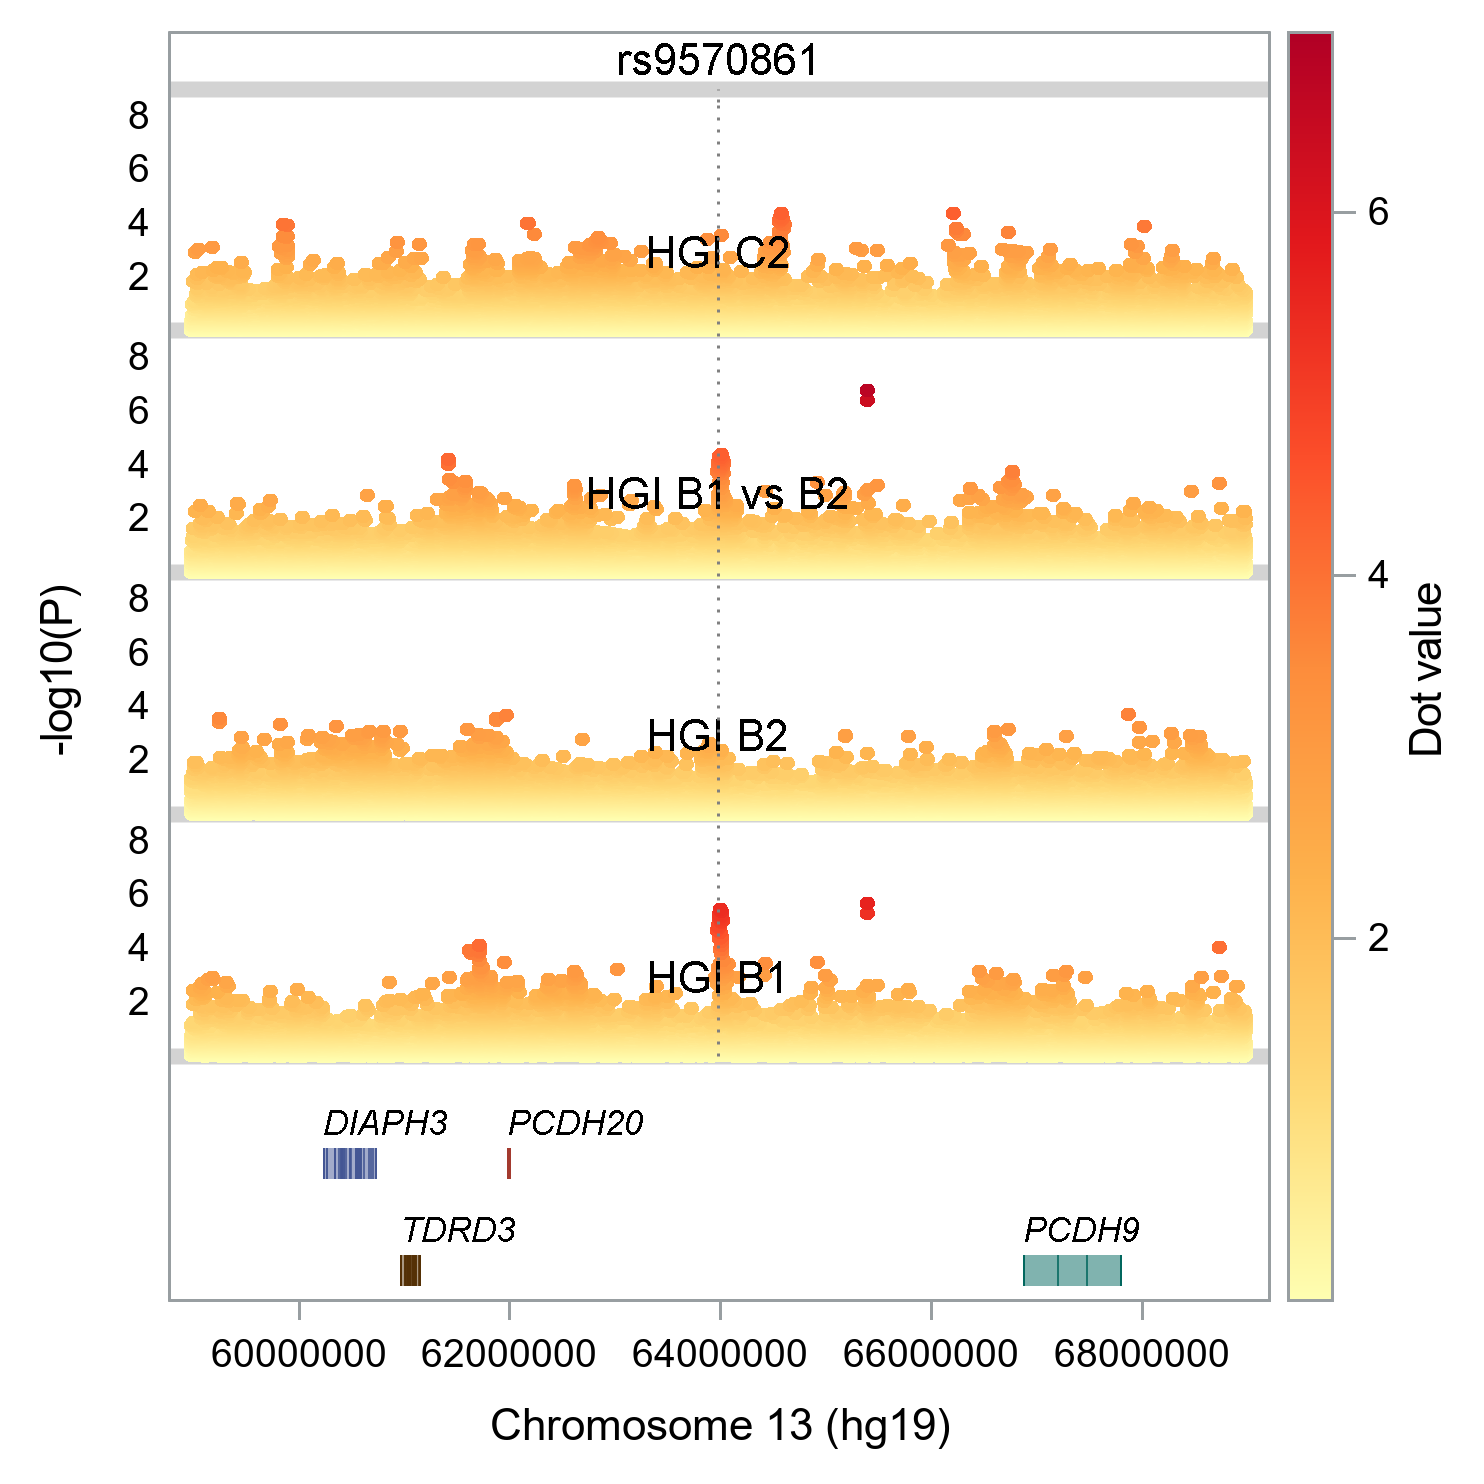 rs9570861
8
6
4
2
HGI C2
8
6
4
2
HGI B1 vs B2
8
6
4
2
HGI B2
8
6
4
2
HGI B1
-log10(P)
DIAPH3 PCDH20
TDRD3 PCDH9
60000000 62000000 64000000 66000000 68000000
Chromosome 13 (hg19)
6
4
2
Dot value